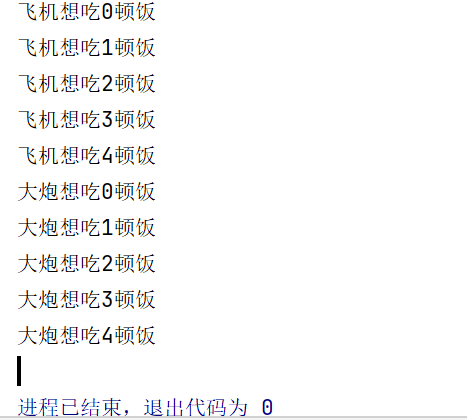 飞机想吃0顿饭
飞机想吃1顿饭
飞机想吃2顿饭
飞机想吃3顿饭
飞机想吃4顿饭
大炮想吃0顿饭
大炮想吃1顿饭
大炮想吃2顿饭
大炮想吃3顿饭
大炮想吃4顿饭
进程已结束，退出代码为 0